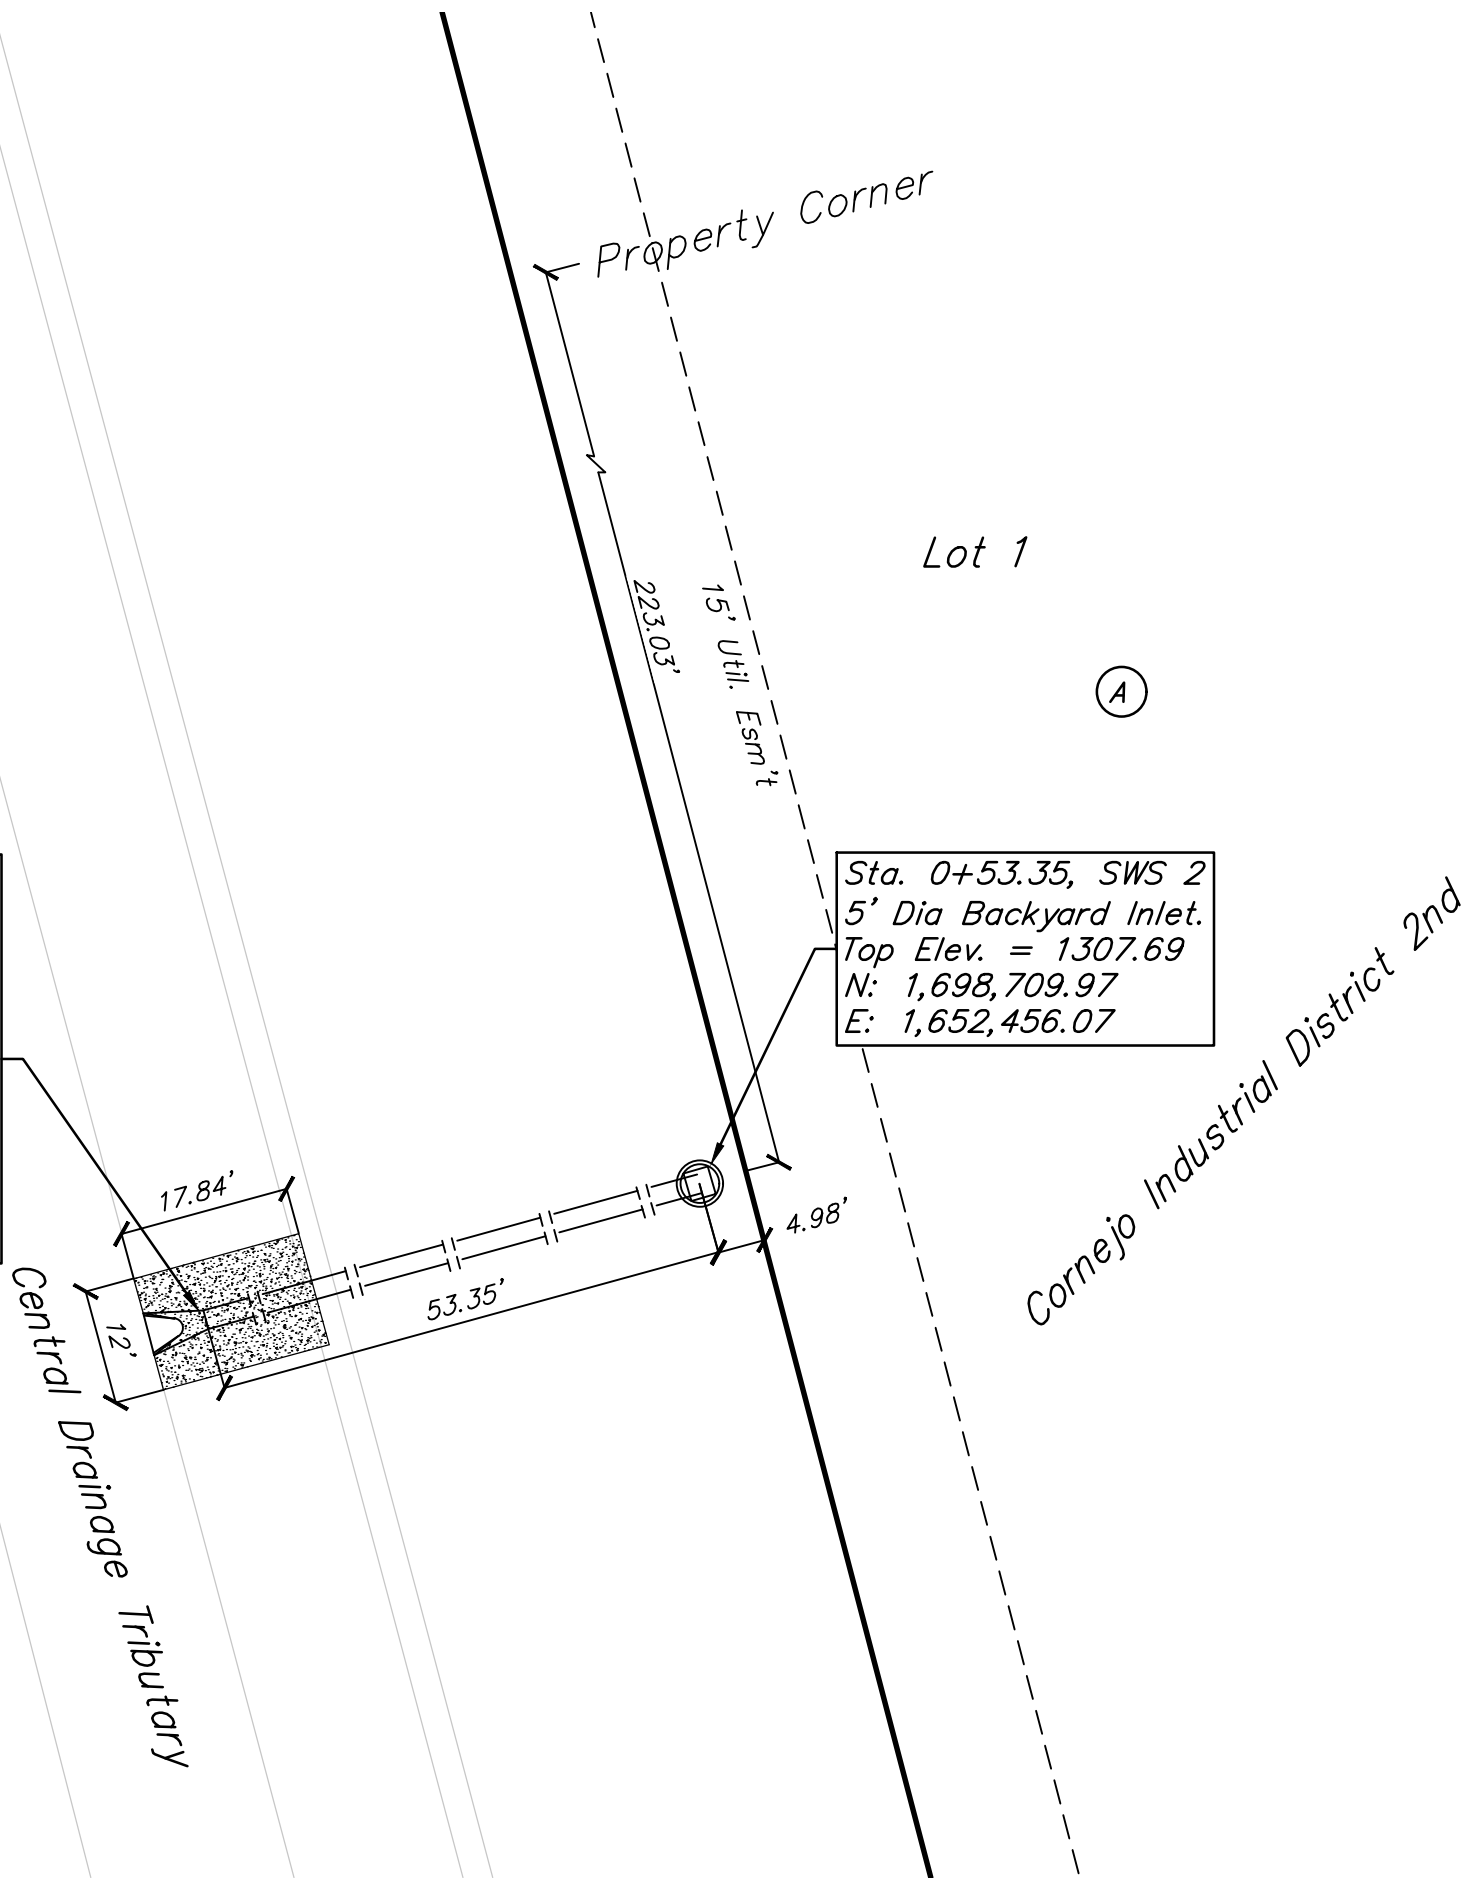 Property Corner
Lot 1
223.03’
15’ Util. Esm't
A
Sta. 0+53.35, SWS 2
5’ Dia Backyard Inlet.
Top Elev. = 1307.69
N: 1,698,709.97
E: 1,652,456.07
Cornejo Industrial District 2nd
17.84’
4.98’
53.35’
12’
Central Drainage Tributary